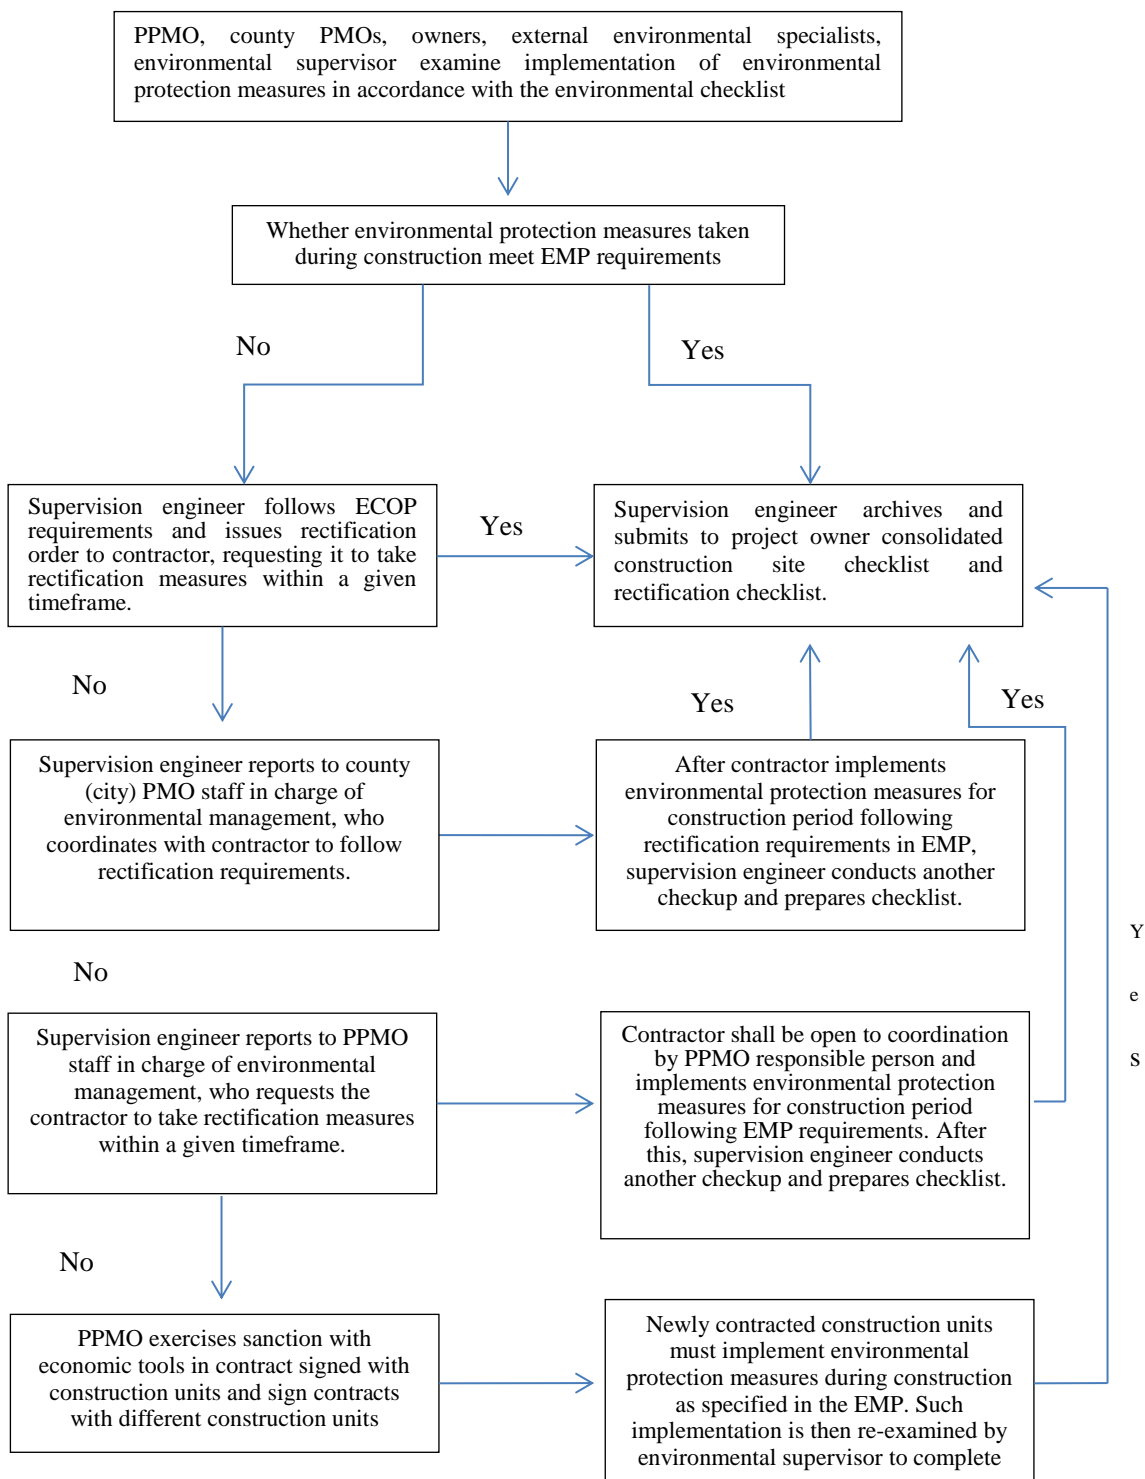 PPMO, county PMOs, owners, external environmental specialists,
environmental supervisor examine implementation of environmental
protection measures in accordance with the environmental checklist
Whether environmental protection measures taken
during construction meet EMP requirements
No
Yes
Supervision engineer follows ECOP
requirements and issues rectification
order to contractor, requesting it to take
rectification measures within a given
timeframe.
Yes
Supervision engineer archives and
submits to project owner consolidated
construction site checklist and
rectification checklist.
No
Yes
Yes
Supervision engineer reports to county
(city) PMO staff in charge of
environmental management, who
coordinates with contractor to follow
rectification requirements.
After contractor implements
environmental protection measures for
construction period following
rectification requirements in EMP,
supervision engineer conducts another
checkup and prepares checklist.
Y
e
s
No
Supervision engineer reports to PPMO
staff in charge of environmental
management, who requests the
contractor to take rectification measures
within a given timeframe.
Contractor shall be open to coordination
by PPMO responsible person and
implements environmental protection
measures for construction period
following EMP requirements. After
this, supervision engineer conducts
another checkup and prepares checklist.
No
PPMO exercises sanction with
economic tools in contract signed with
construction units and sign contracts
with different construction units
Newly contracted construction units
must implement environmental
protection measures during construction
as specified in the EMP. Such
implementation is then re-examined by
environmental supervisor to complete